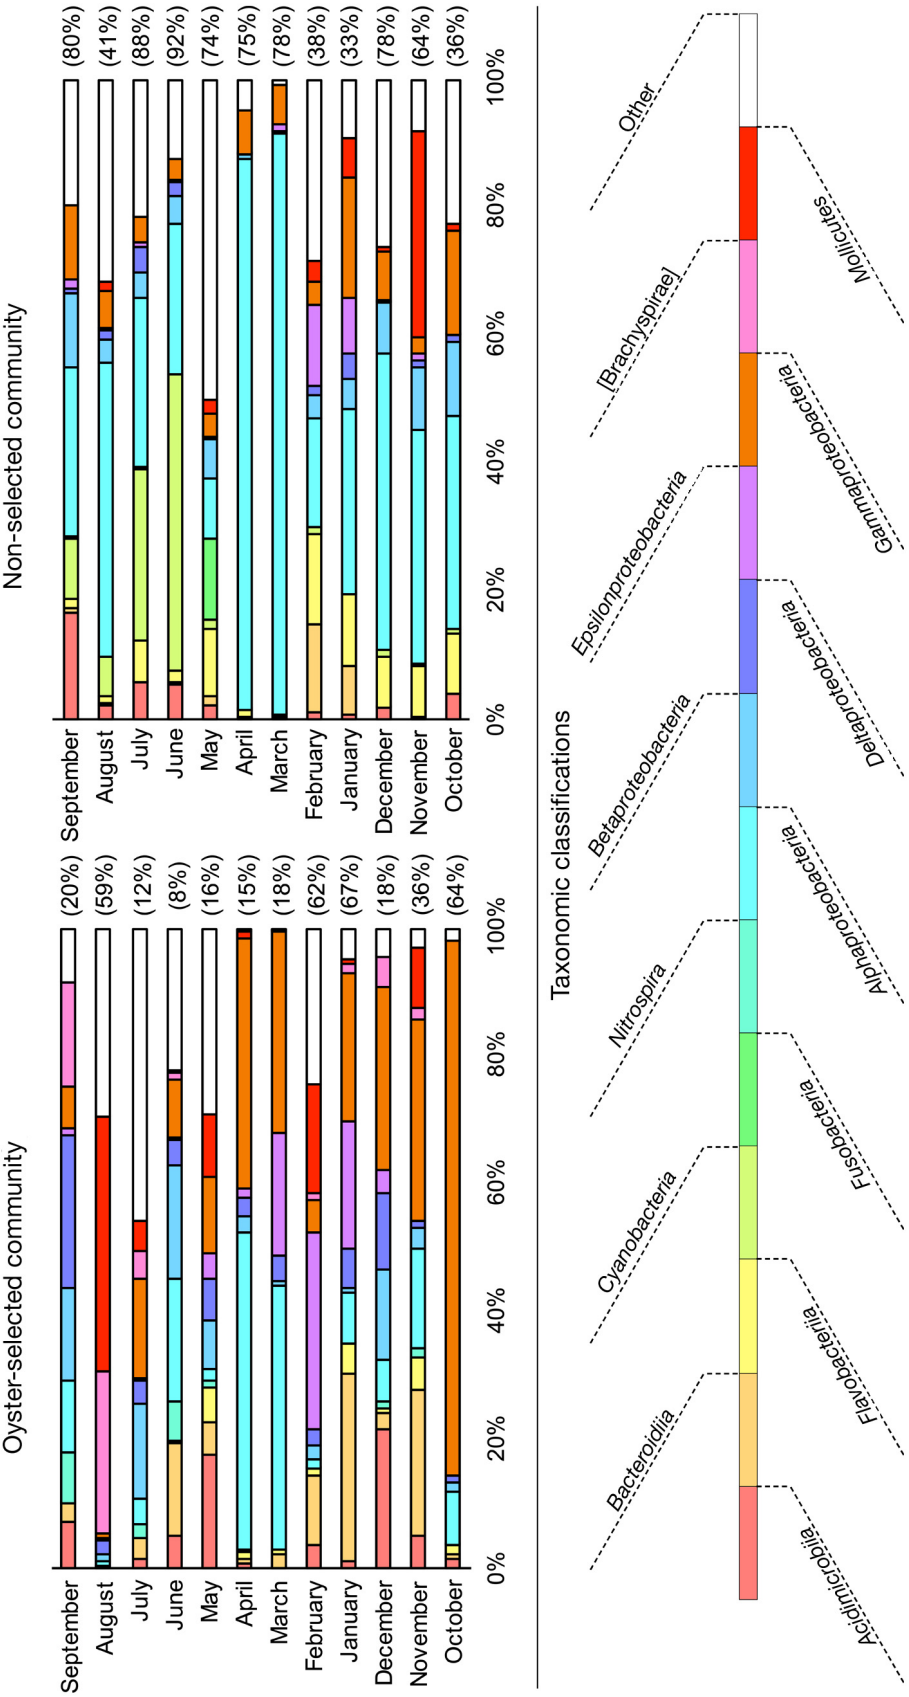 Oyster-selected community
September
August
July
June
May
April
March
February
January
December
November
October
(20%)
(59%)
(12%)
(8%)
(16%)
(15%)
(18%)
(62%)
(67%)
(18%)
(36%)
(64%)
0%
20%
40%
60%
80%
100%
Non-selected community
September
August
July
June
May
April
March
February
January
December
November
October
(80%)
(41%)
(88%)
(92%)
(74%)
(75%)
(78%)
(38%)
(33%)
(78%)
(64%)
(36%)
0%
20%
40%
60%
80%
100%
Taxonomic classifications
Acidimicrobiia
Bacteroidiia
Flavobacteriia
Cyanobacteria
Fusobacteria
Nitrospira
Alphaproteobacteria
Betaproteobacteria
Deltaproteobacteria
Epsilonproteobacteria
Gammaproteobacteria
[Brachyspirae]
Mollicutes
Other